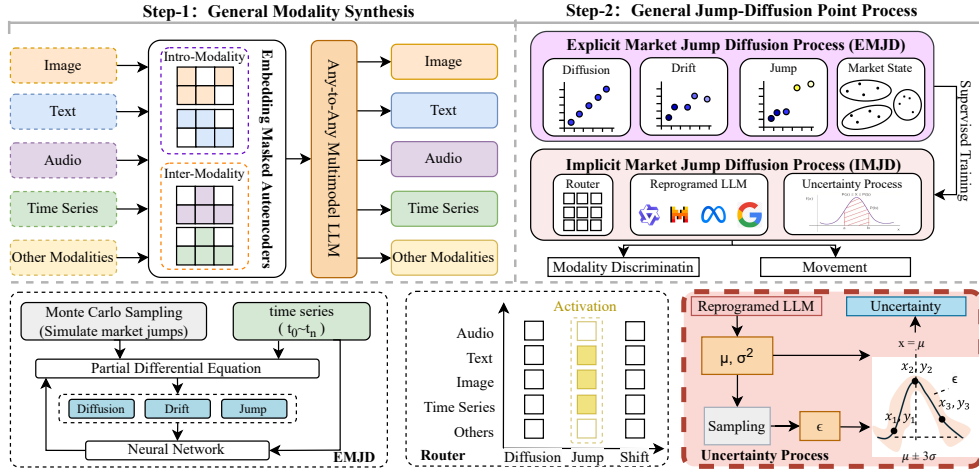 Step-1: General Modality Synthesis
Image
Text
Audio
Time Series
Other Modalities
Intro-Modality
Inter-Modality
Embedding Masked Autoencoders
Any-to-Any Multimodel LLM
Image
Text
Audio
Time Series
Other Modalities
Step-2: General Jump-Diffusion Point Process
Explicit Market Jump Diffusion Process (EMJD)
Diffusion
Drift
Jump
Market State
Supervised Training
Implicit Market Jump Diffusion Process (IMJD)
Router
Reprogramed LLM
Uncertainty Process
Modality Discriminatin
Movement
Monte Carlo Sampling
(Simulate market jumps)
time series
( t₀~tₙ)
Partial Differential Equation
Diffusion
Drift
Jump
Neural Network
EMJD
Activation
Audio
Text
Image
Time Series
Others
Diffusion
Jump
Shift
Router
Reprogramed LLM
Uncertainty
μ, σ²
x = μ
x₂, y₂
ϵ
x₁, y₁
x₃, y₃
Sampling
ϵ
μ ± 3σ
Uncertainty Process